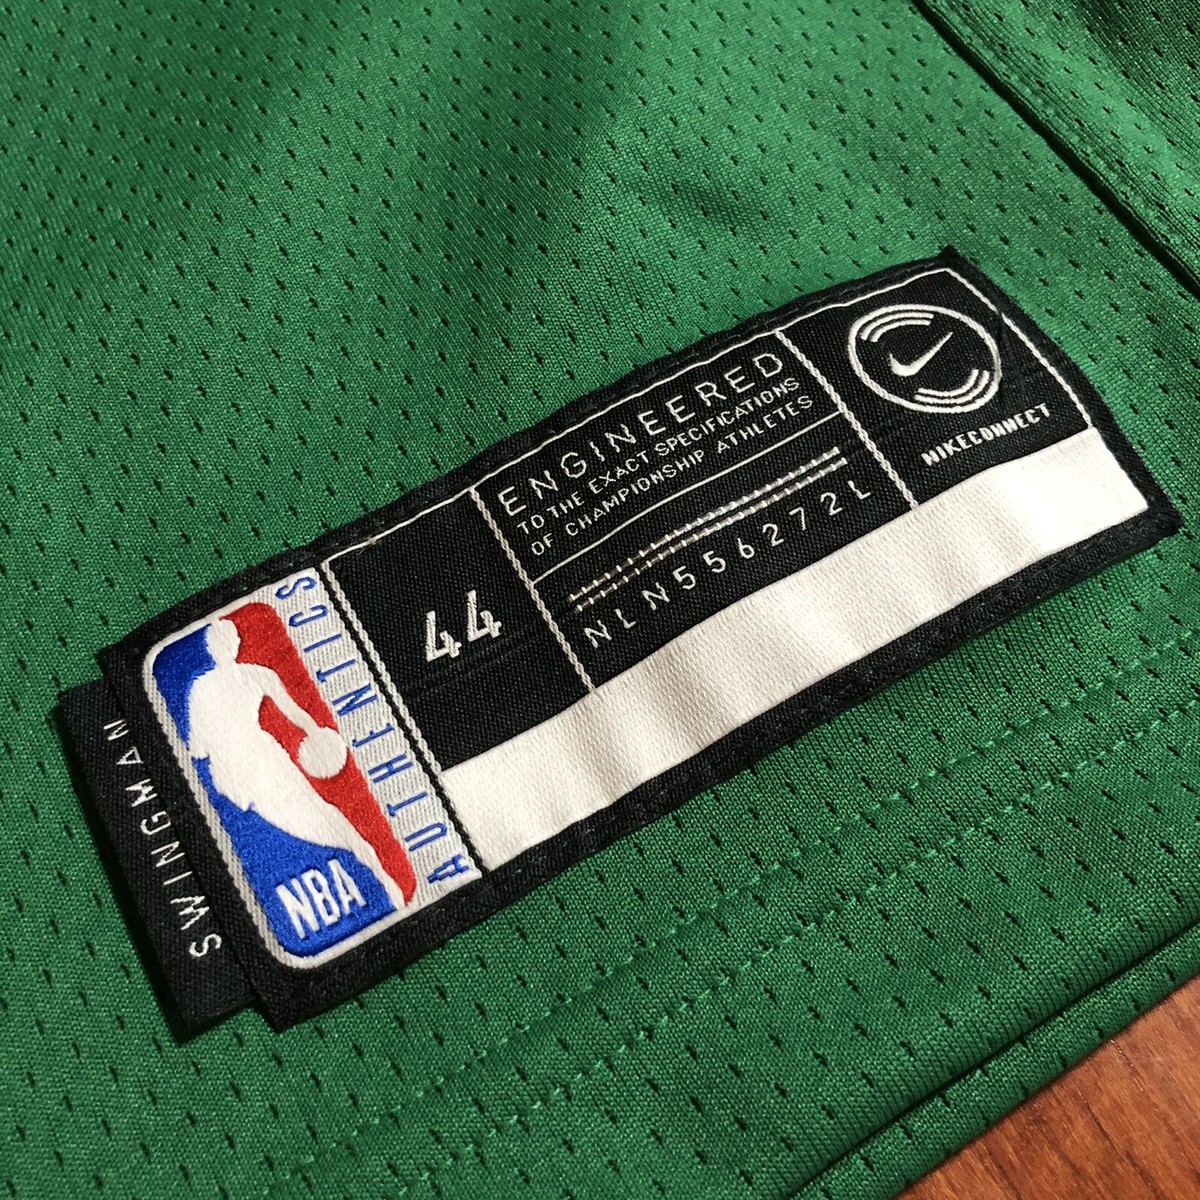 SWINGMAN
NBA
AUTHENTICS
44
ENGINEERED
TO THE EXACT SPECIFICATIONS
OF CHAMPIONSHIP ATHLETES
NLN556272L
NIKECONNECT